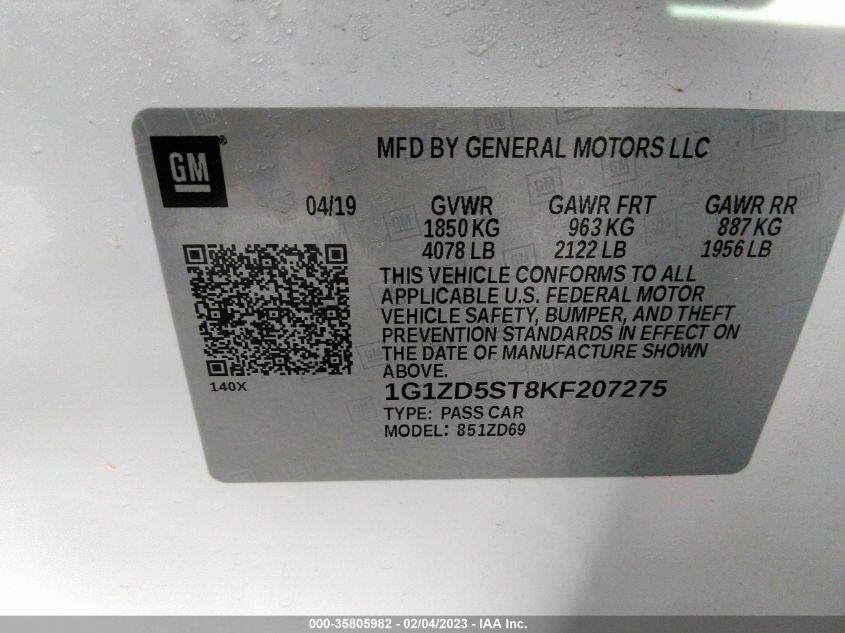 GM
MFD BY GENERAL MOTORS LLC
04/19 GVWR GAWR FRT GAWR RR
1850 KG 963 KG 887 KG
4078 LB 2122 LB 1956 LB
THIS VEHICLE CONFORMS TO ALL
APPLICABLE U.S. FEDERAL MOTOR
VEHICLE SAFETY, BUMPER, AND THEFT
PREVENTION STANDARDS IN EFFECT ON
THE DATE OF MANUFACTURE SHOWN
ABOVE.
140X
1G1ZD5ST8KF207275
TYPE: PASS CAR
MODEL: 851ZD69
000-35805982 - 02/04/2023 - IAA Inc.